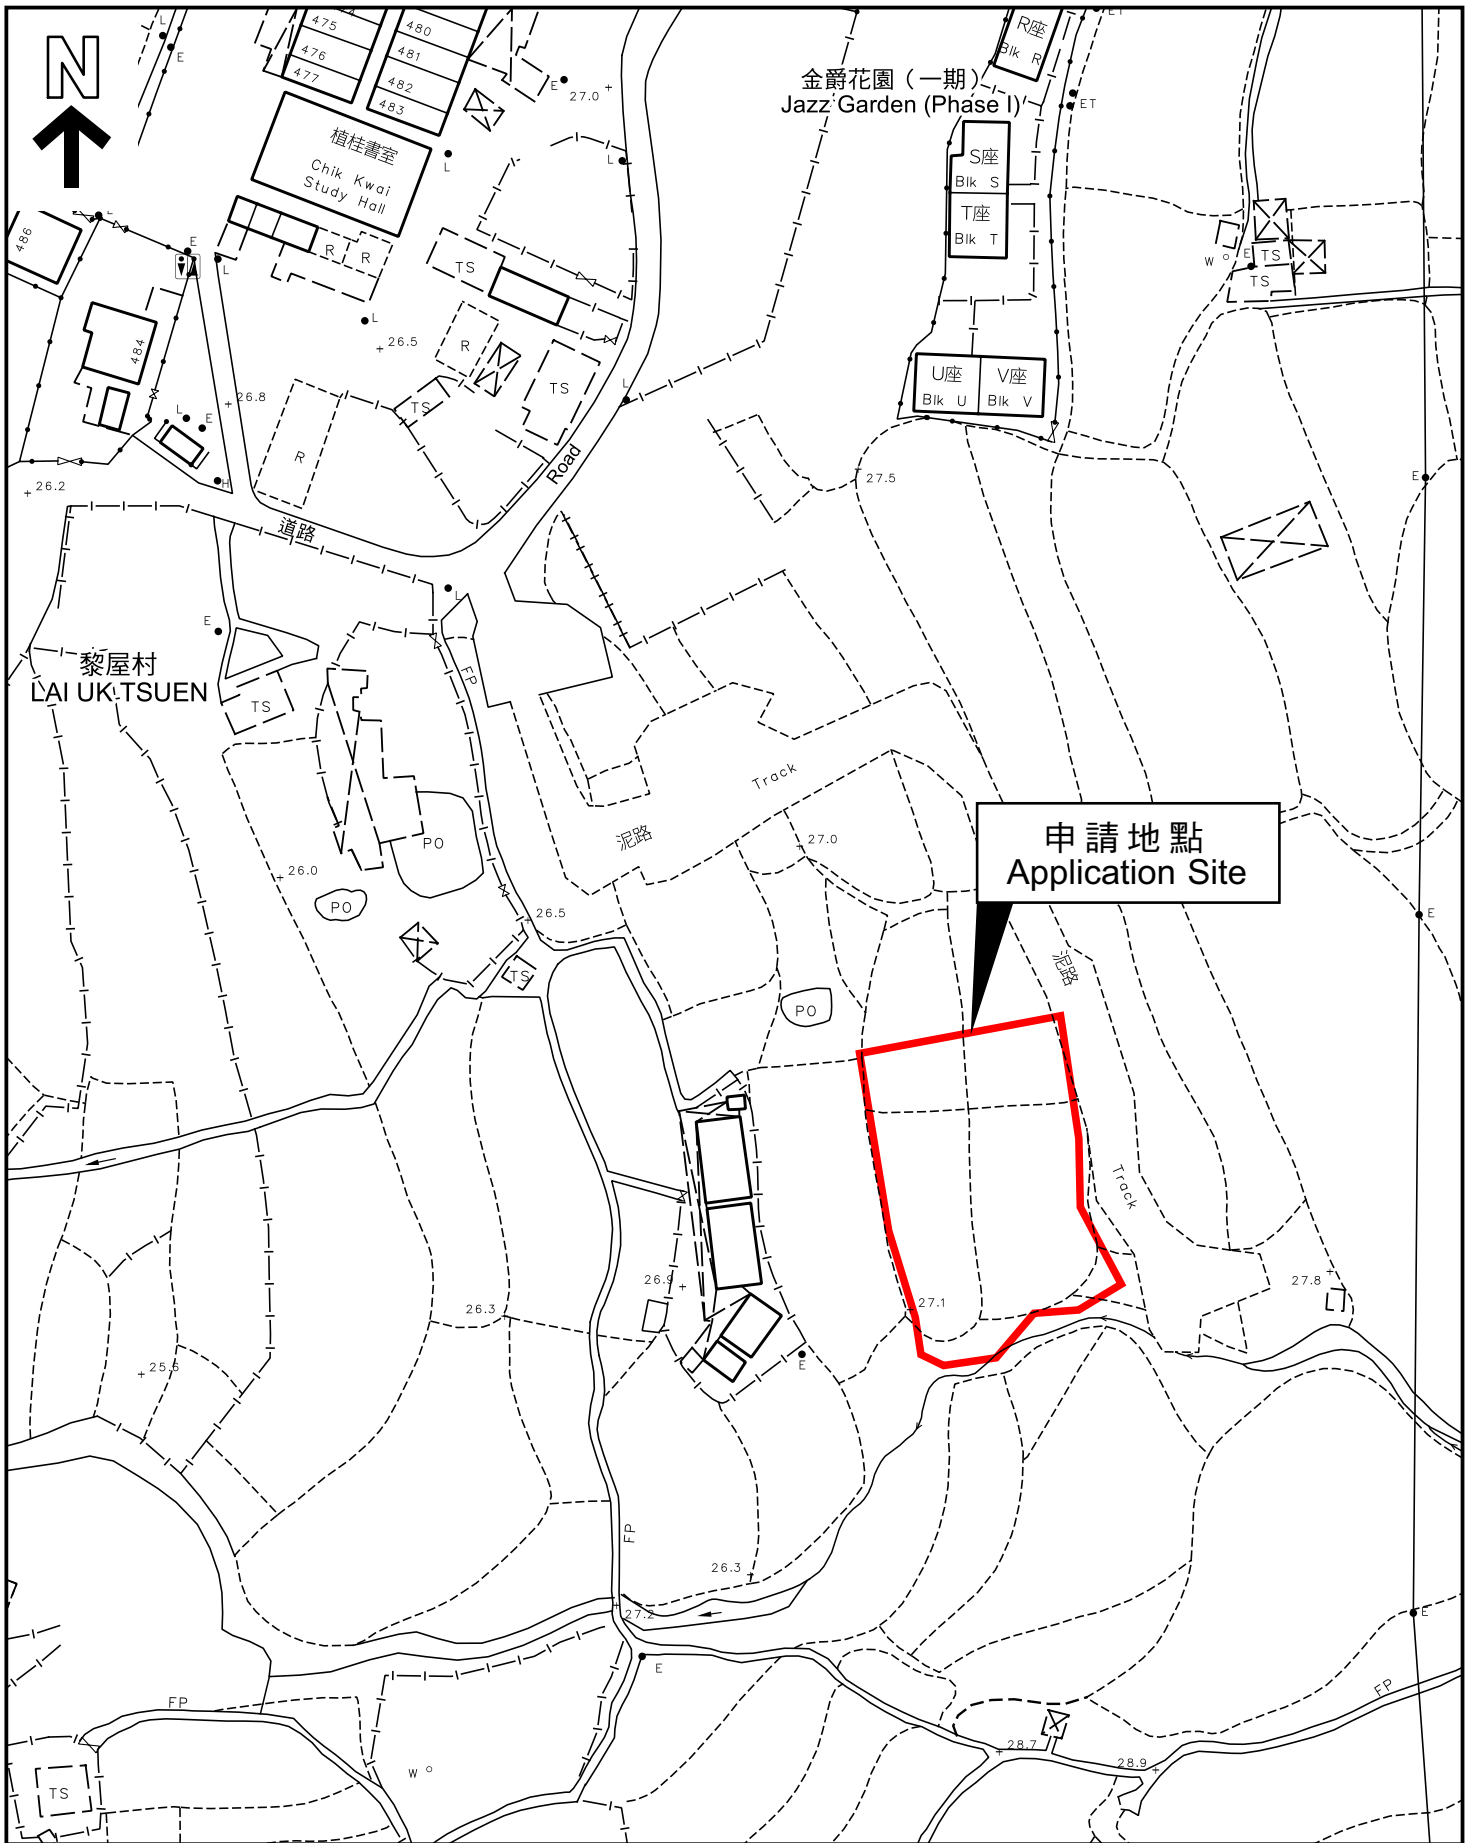 N
475
476
477
480
481
482
483
L
E
E
27.0
R座
Blk R
ET
金爵花園（一期）
Jazz Garden (Phase I)
ET
植桂書室
Chik Kwai
Study Hall
L
L
S座
Blk S
T座
Blk T
486
L
E
L
R
R
TS
W
E
TS
TS
L
26.5
R
484
TS
TS
U座
Blk U
V座
Blk V
L
26.8
L
E
R
Road
27.5
E
26.2
H
道路
L
E
黎屋村
LAI UK TSUEN
FP
TS
Track
泥路
27.0
PO
26.0
PO
申請地點
Application Site
26.5
E
TS
泥路
PO
Track
26.9
27.8
26.3
27.1
25.6
E
FP
26.3
27.2
E
E
FP
FP
28.7
28.9
W
TS